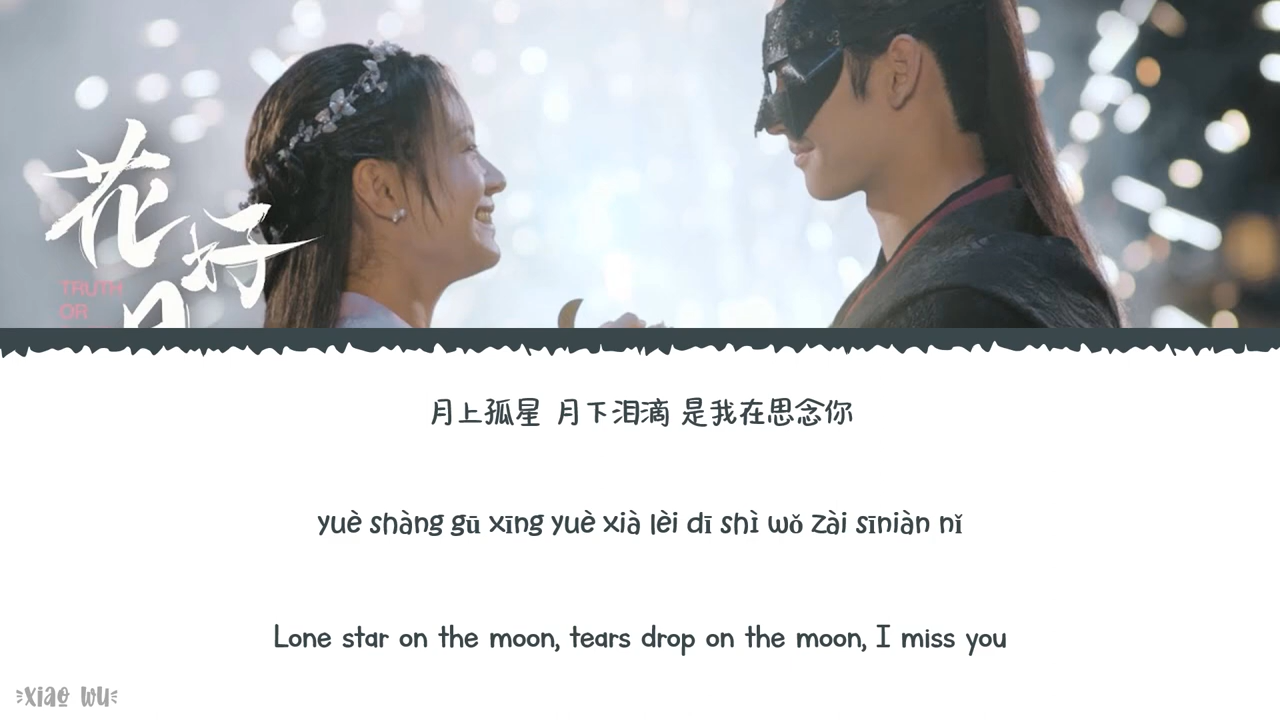 花好月
TRUTH
OR
月上孤星 月下泪滴 是我在思念你
yuè shàng gū xīng yuè xià lèi dī shì wǒ zài sīniàn nǐ
Lone star on the moon, tears drop on the moon, I miss you
xiao wu